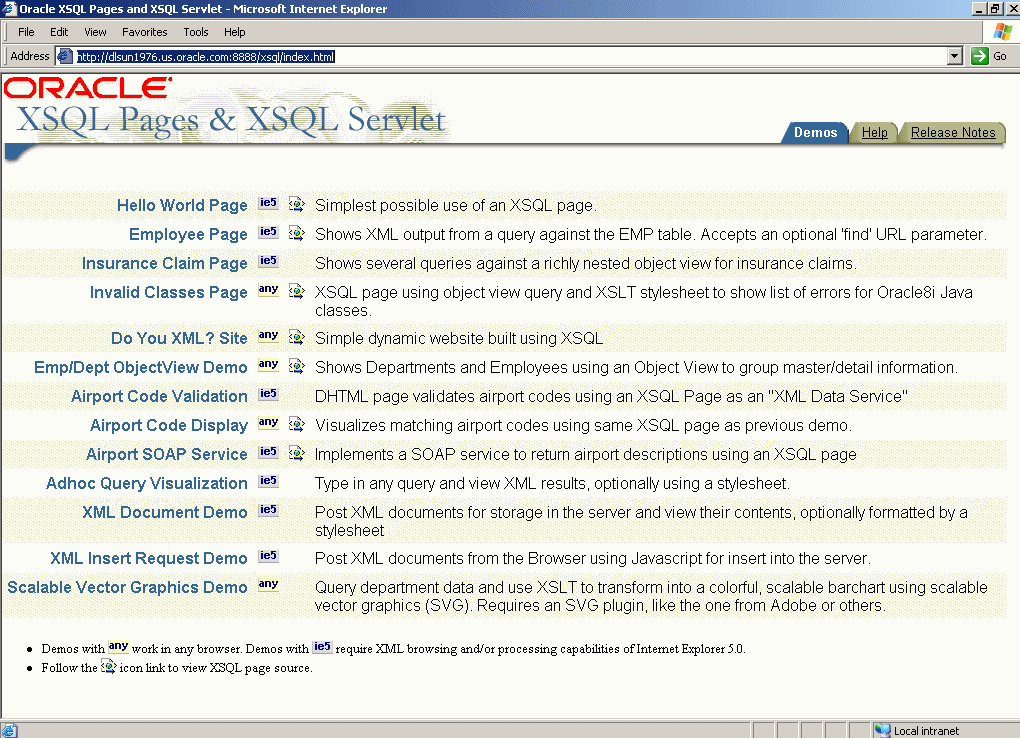 Oracle XSQL Pages and XSQL Servlet - Microsoft Internet Explorer
File Edit View Favorites Tools Help
Address http://dlsun1976.us.oracle.com:8888/xsql/index.html Go
ORACLE
XSQL Pages & XSQL Servlet
Demos Help Release Notes
Hello World Page ie5 Simplest possible use of an XSQL page.
Employee Page ie5 Shows XML output from a query against the EMP table. Accepts an optional 'find' URL parameter.
Insurance Claim Page ie5 Shows several queries against a richly nested object view for insurance claims.
Invalid Classes Page any XSQL page using object view query and XSLT stylesheet to show list of errors for Oracle8i Java
classes.
Do You XML? Site any Simple dynamic website built using XSQL
Emp/Dept ObjectView Demo any Shows Departments and Employees using an Object View to group master/detail information.
Airport Code Validation ie5 DHTML page validates airport codes using an XSQL Page as an "XML Data Service"
Airport Code Display any Visualizes matching airport codes using same XSQL page as previous demo.
Airport SOAP Service ie5 Implements a SOAP service to return airport descriptions using an XSQL page
Adhoc Query Visualization ie5 Type in any query and view XML results, optionally using a stylesheet.
XML Document Demo ie5 Post XML documents for storage in the server and view their contents, optionally formatted by a
stylesheet
XML Insert Request Demo ie5 Post XML documents from the Browser using Javascript for insert into the server.
Scalable Vector Graphics Demo any Query department data and use XSLT to transform into a colorful, scalable barchart using scalable
vector graphics (SVG). Requires an SVG plugin, like the one from Adobe or others.
• Demos with any work in any browser. Demos with ie5 require XML browsing and/or processing capabilities of Internet Explorer 5.0.
• Follow the icon link to view XSQL page source.
Local intranet